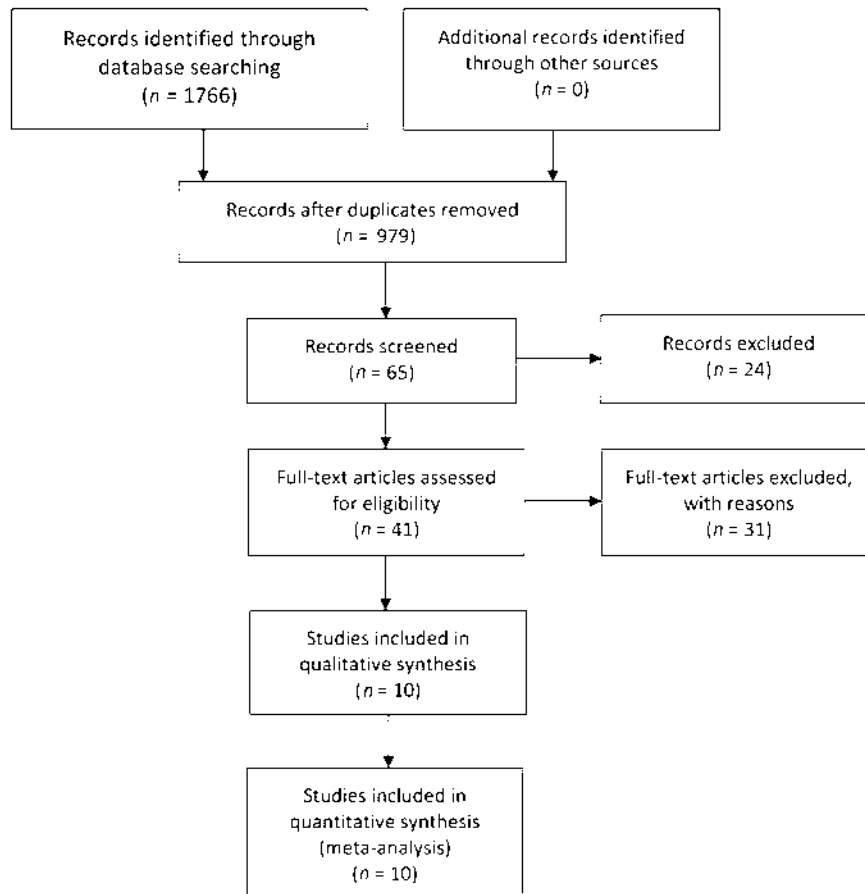 Records identified through
database searching
(n = 1766)
Additional records identified
through other sources
(n = 0)
Records after duplicates removed
(n = 979)
Records screened
(n = 65)
Records excluded
(n = 24)
Full-text articles assessed
for eligibility
(n = 41)
Full-text articles excluded,
with reasons
(n = 31)
Studies included in
qualitative synthesis
(n = 10)
Studies included in
quantitative synthesis
(meta-analysis)
(n = 10)